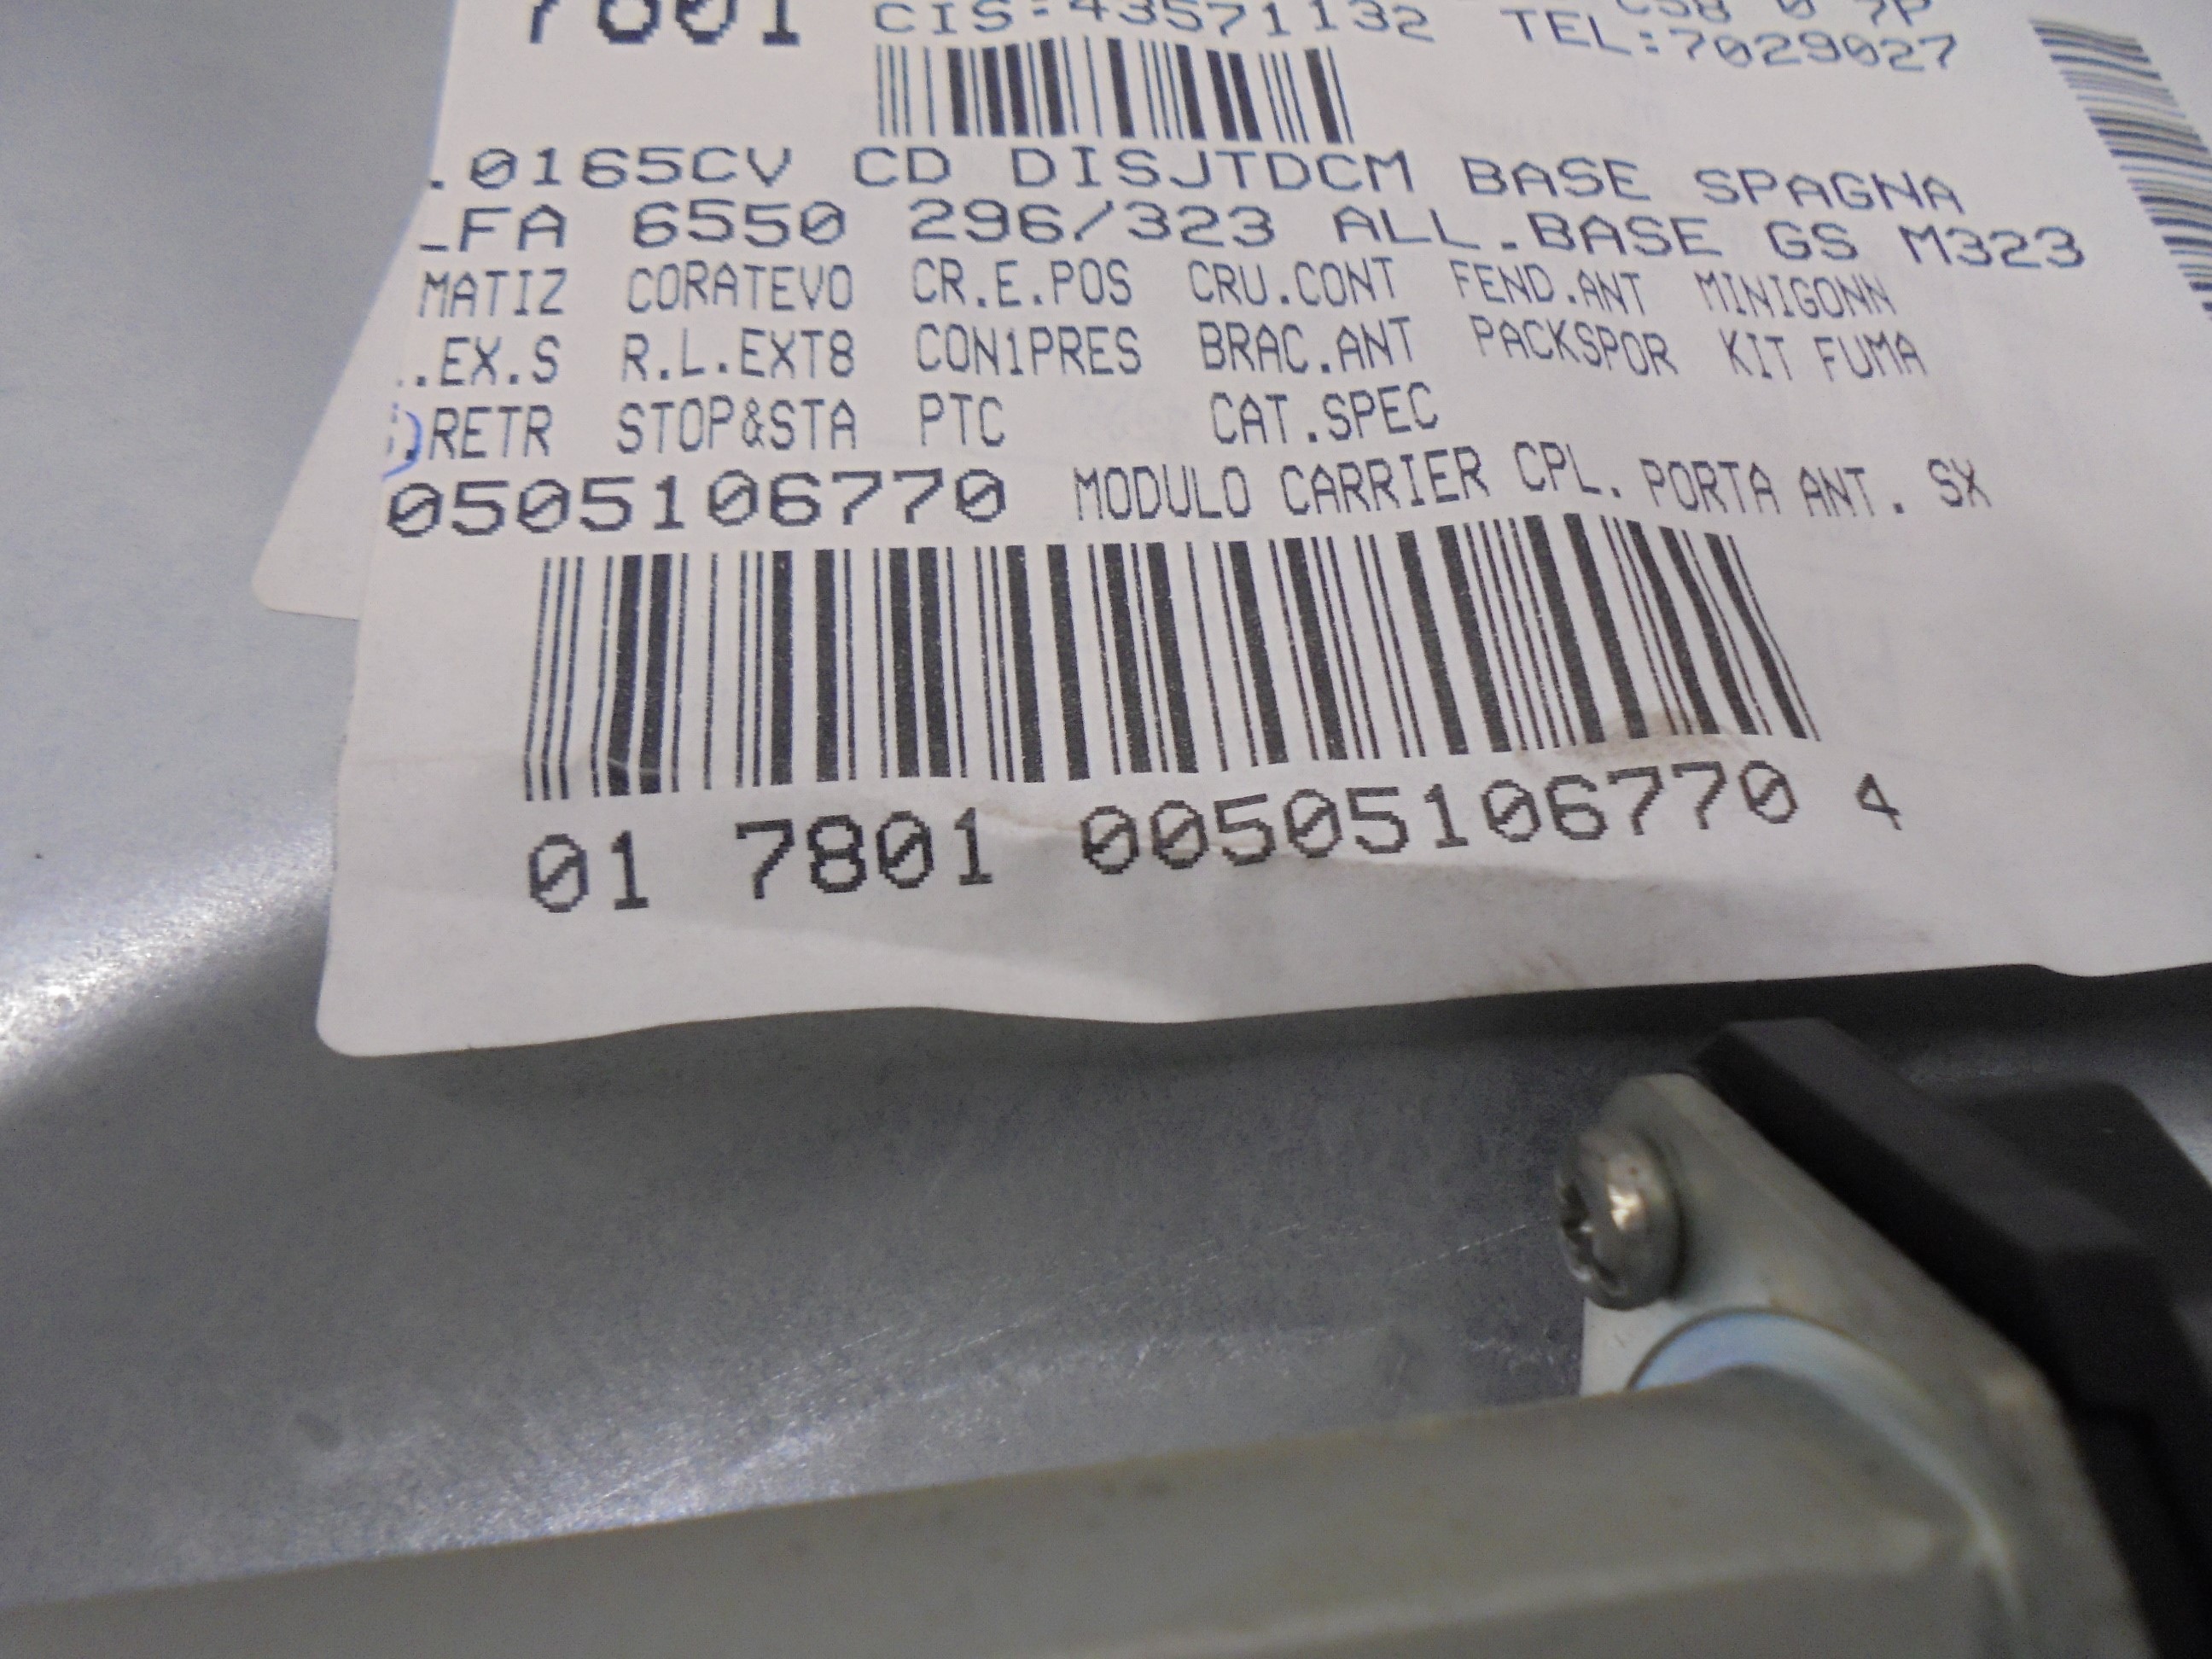 7801 CIS:43571132 TEL:7029027
.0165CV CD DISJTDCM BASE SPAGNA
FA 6550 296/323 ALL.BASE GS M323
MATIZ CORATEVO CR.E.POS CRU.CONT FEND.ANT MINIGONN
.EX.S R.L.EXT8 CON1PRES BRAC.ANT PACKSPOR KIT FUMA
.RETR STOP&STA PTC CAT.SPEC
0505106770 MODULO CARRIER CPL. PORTA ANT. SX
01 7801 00505106770 4